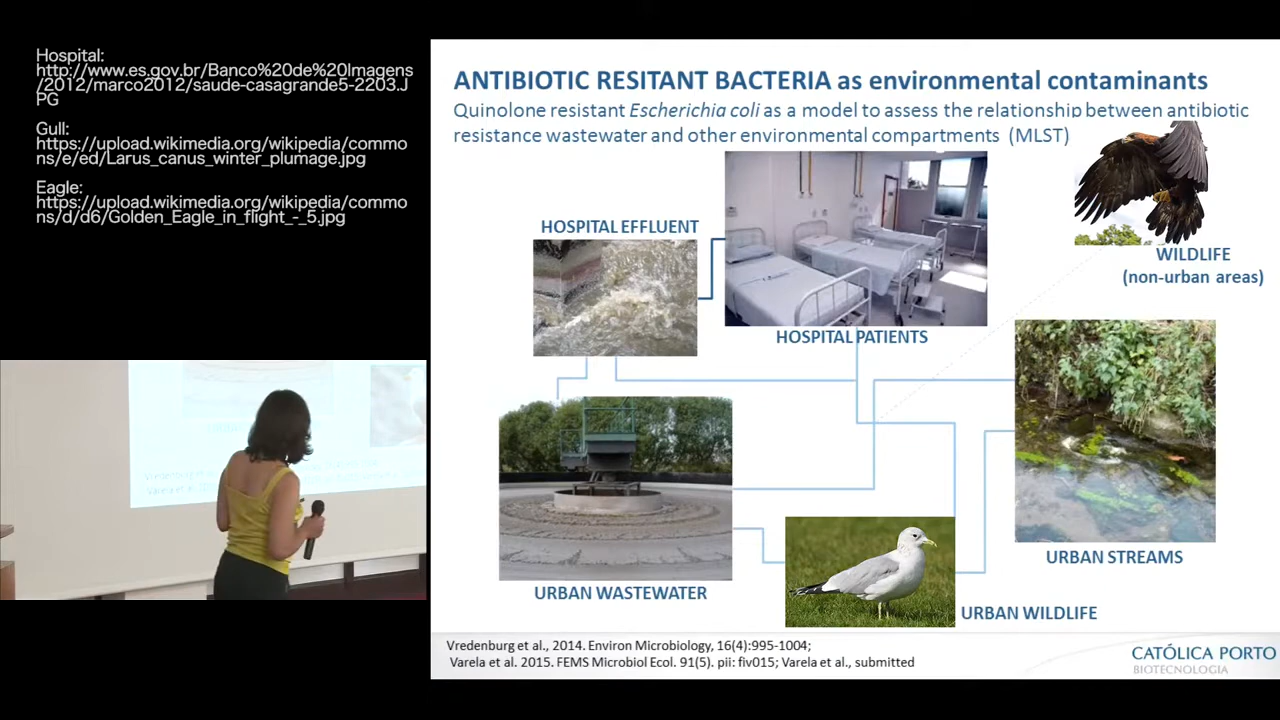 Hospital:
http://www.es.gov.br/Banco%20de%20Imagens
/2012/marco2012/saude-casagrande5-2203.J
PG
Gull:
https://upload.wikimedia.org/wikipedia/commo
ns/e/ed/Larus_canus_winter_plumage.jpg
Eagle:
https://upload.wikimedia.org/wikipedia/commo
ns/d/d6/Golden_Eagle_in_flight_-_5.jpg
ANTIBIOTIC RESITANT BACTERIA as environmental contaminants
Quinolone resistant Escherichia coli as a model to assess the relationship between antibiotic
resistance wastewater and other environmental compartments (MLST)
HOSPITAL EFFLUENT
HOSPITAL PATIENTS
WILDLIFE
(non-urban areas)
URBAN WASTEWATER
URBAN STREAMS
URBAN WILDLIFE
Vredenburg et al., 2014. Environ Microbiology, 16(4):995-1004;
Varela et al. 2015. FEMS Microbiol Ecol. 91(5). pii: fiv015; Varela et al., submitted
CATÓLICA PORTO
BIOTECNOLOGIA